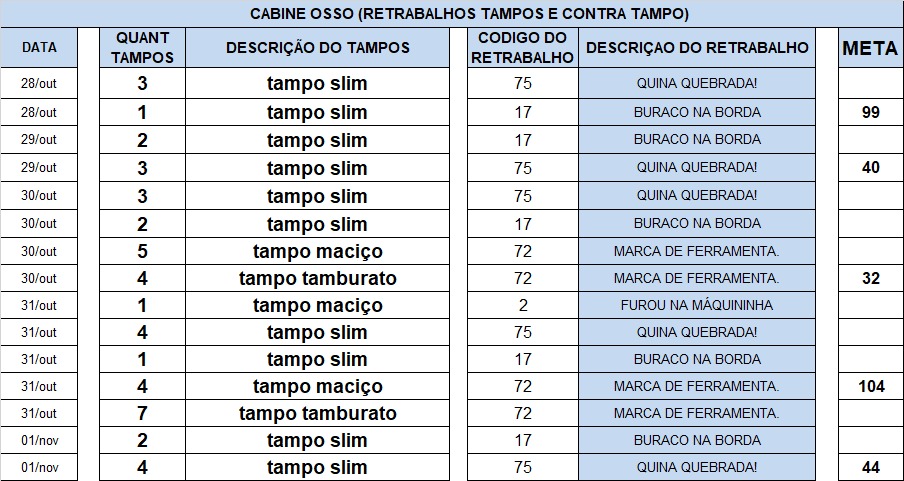 CABINE OSSO (RETRABALHOS TAMPOS E CONTRA TAMPO)
DATA QUANT TAMPOS DESCRIÇÃO DO TAMPOS CODIGO DO RETRABALHO DESCRIÇAO DO RETRABALHO META
28/out 3 tampo slim 75 QUINA QUEBRADA!
28/out 1 tampo slim 17 BURACO NA BORDA 99
29/out 2 tampo slim 17 BURACO NA BORDA
29/out 3 tampo slim 75 QUINA QUEBRADA! 40
30/out 3 tampo slim 75 QUINA QUEBRADA!
30/out 2 tampo slim 17 BURACO NA BORDA
30/out 5 tampo maciço 72 MARCA DE FERRAMENTA.
30/out 4 tampo tamburato 72 MARCA DE FERRAMENTA. 32
31/out 1 tampo maciço 2 FUROU NA MÁQUININHA
31/out 4 tampo slim 75 QUINA QUEBRADA!
31/out 1 tampo slim 17 BURACO NA BORDA
31/out 4 tampo maciço 72 MARCA DE FERRAMENTA. 104
31/out 7 tampo tamburato 72 MARCA DE FERRAMENTA.
01/nov 2 tampo slim 17 BURACO NA BORDA
01/nov 4 tampo slim 75 QUINA QUEBRADA! 44